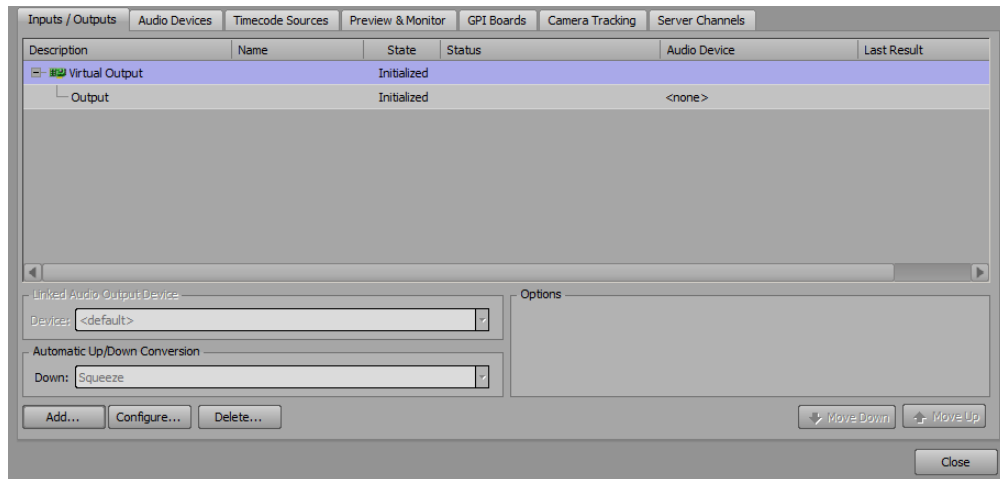 Inputs / Outputs Audio Devices Timecode Sources Preview & Monitor GPI Boards Camera Tracking Server Channels
Description Name State Status Audio Device Last Result
Virtual Output Initialized
Output Initialized <none>
Linked Audio Output Device
Device: <default>
Automatic Up/Down Conversion
Down: Squeeze
Options
Add... Configure... Delete... Move Down Move Up
Close